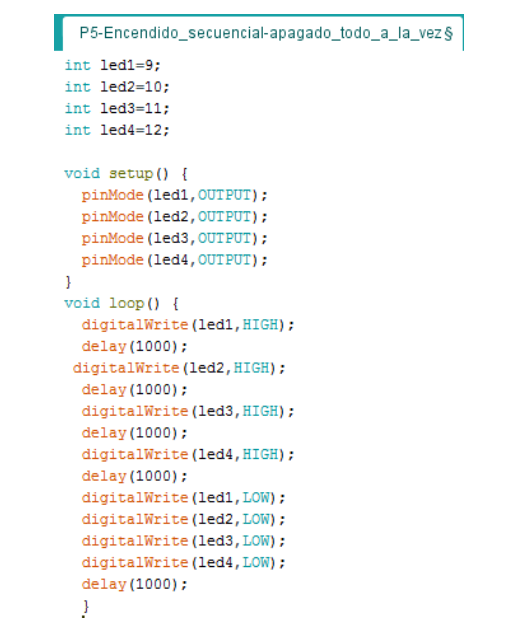 P5-Encendido_secuencial-apagado_todo_a_la_vez§
int led1=9;
int led2=10;
int led3=11;
int led4=12;

void setup() {
  pinMode(led1,OUTPUT);
  pinMode(led2,OUTPUT);
  pinMode(led3,OUTPUT);
  pinMode(led4,OUTPUT);
}
void loop() {
  digitalWrite(led1,HIGH);
  delay(1000);
 digitalWrite(led2,HIGH);
  delay(1000);
  digitalWrite(led3,HIGH);
  delay(1000);
  digitalWrite(led4,HIGH);
  delay(1000);
  digitalWrite(led1,LOW);
  digitalWrite(led2,LOW);
  digitalWrite(led3,LOW);
  digitalWrite(led4,LOW);
  delay(1000);
  }